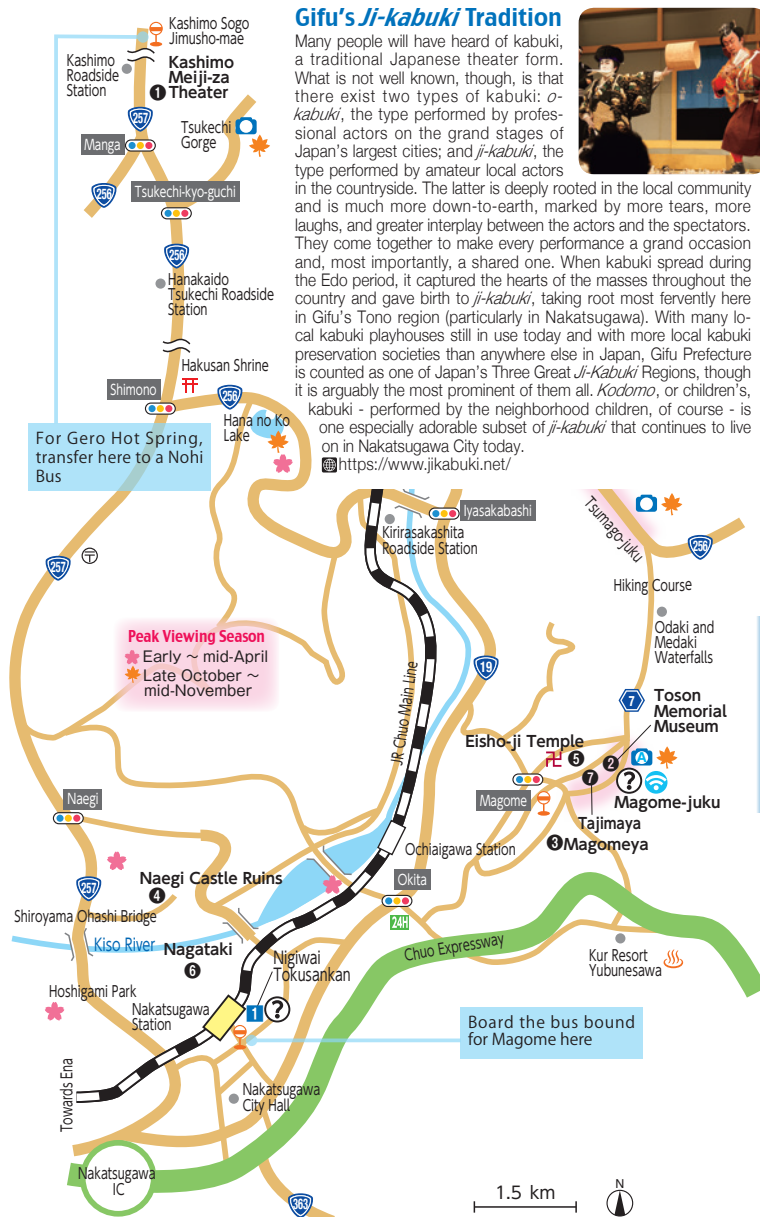 Gifu's Ji-kabuki Tradition
Many people will have heard of kabuki,
a traditional Japanese theater form.
What is not well known, though, is that
there exist two types of kabuki: o-
kabuki, the type performed by profes-
sional actors on the grand stages of
Japan's largest cities; and ji-kabuki, the
type performed by amateur local actors
in the countryside. The latter is deeply rooted in the local community
and is much more down-to-earth, marked by more tears, more
laughs, and greater interplay between the actors and the spectators.
They come together to make every performance a grand occasion
and, most importantly, a shared one. When kabuki spread during
the Edo period, it captured the hearts of the masses throughout the
country and gave birth to ji-kabuki, taking root most fervently here
in Gifu's Tono region (particularly in Nakatsugawa). With many lo-
cal kabuki playhouses still in use today and with more local kabuki
preservation societies than anywhere else in Japan, Gifu Prefecture
is counted as one of Japan's Three Great Ji-Kabuki Regions, though
it is arguably the most prominent of them all. Kodomo, or children's,
kabuki - performed by the neighborhood children, of course - is
one especially adorable subset of ji-kabuki that continues to live
on in Nakatsugawa City today.
https://www.jikabuki.net/
Kashimo Sogo
Jimusho-mae
Kashimo
Roadside
Station
Kashimo
Meiji-za
1 Theater
257
Manga
Tsukechi
Gorge
256
Tsukechi-kyo-guchi
256
Hanakaido
Tsukechi Roadside
Station
Hakusan Shrine
Shimono
256
Hana no Ko
Lake
For Gero Hot Spring,
transfer here to a Nohi
Bus
257
〒
Iyasakabashi
Kirirasakashita
Roadside Station
Tsumago-juku
256
Hiking Course
Odaki and
Medaki
Waterfalls
Peak Viewing Season
Early ~ mid-April
Late October ~
mid-November
JR Chuo Main Line
19
7
Toson
Memorial
Museum
2
Eisho-ji Temple
卍 5
A
7
?
Magome
Magome-juku
Tajimaya
3 Magomeya
Naegi
Ochiaigawa Station
Okita
24H
Naegi Castle Ruins
4
257
Shiroyama Ohashi Bridge
Kiso River
Nagataki
6
Chuo Expressway
Kur Resort
Yubunesawa
Hoshigami Park
Nigiwai
Tokusankan
Nakatsugawa
Station
1 ?
Board the bus bound
for Magome here
Towards Ena
Nakatsugawa
City Hall
Nakatsugawa
IC
363
1.5 km
N